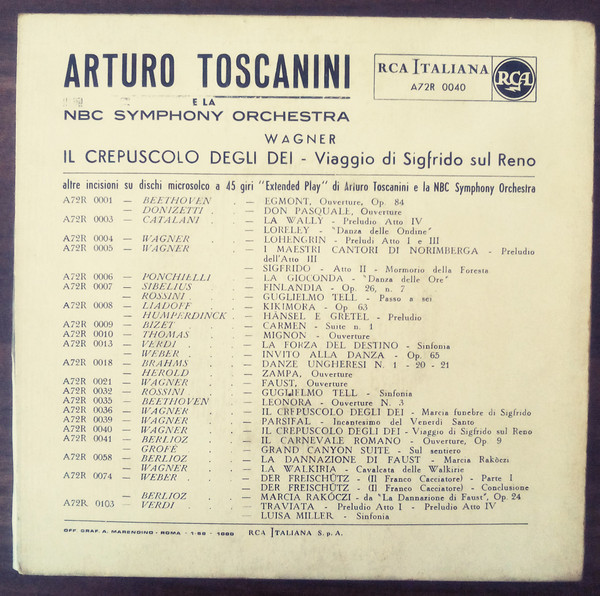 ARTURO TOSCANINI
E LA
NBC SYMPHONY ORCHESTRA
RCA ITALIANA
A72R 0040
RCA
WAGNER
IL CREPUSCOLO DEGLI DEI - Viaggio di Sigfrido sul Reno
altre incisioni su dischi microsolco a 45 giri "Extended Play" di Arturo Toscanini e la NBC Symphony Orchestra
A72R 0001 — BEETHOVEN . — EGMONT, Ouverture, Op. 84
— DONIZETTI . . — DON PASQUALE, Ouverture
A72R 0003 — CATALANI . . — LA WALLY - Preludio Atto IV
LORELEY - "Danza delle Ondine"
A72R 0004 — WAGNER . — LOHENGRIN - Preludi Atto I e III
A72R 0005 — WAGNER . — I MAESTRI CANTORI DI NORIMBERGA - Preludio
dell'Atto III
— SIGFRIDO - Atto II - Mormorio della Foresta
A72R 0006 — PONCHIELLI . — LA GIOCONDA - "Danza delle Ore"
A72R 0007 — SIBELIUS . — FINLANDIA - Op. 26, n. 7
— ROSSINI . . — GUGLIELMO TELL - Passo a sei
A72R 0008 — LIADOFF . . — KIKIMORA - Op 63
— HUMPERDINCK . — HÄNSEL E GRETEL - Preludio
A72R 0009 — BIZET . . — CARMEN - Suite n. 1
A72R 0010 — THOMAS . . — MIGNON - Ouverture
A72R 0013 — VERDI . . — LA FORZA DEL DESTINO - Sinfonia
— WEBER . . — INVITO ALLA DANZA - Op. 65
A72R 0018 — BRAHMS . . — DANZE UNGHERESI N. 1 - 20 - 21
— HEROLD . . — ZAMPA, Ouverture
A72R 0021 — WAGNER . . — FAUST, Ouverture
A72R 0032 — ROSSINI . . — GUGLIELMO TELL - Sinfonia
A72R 0035 — BEETHOVEN . — LEONORA - Ouverture N. 3
A72R 0036 — WAGNER . . — IL CREPUSCOLO DEGLI DEI - Marcia funebre di Sigfrido
A72R 0039 — WAGNER . . — PARSIFAL - Incantesimo del Venerdì Santo
A72R 0040 — WAGNER . . — IL CREPUSCOLO DEGLI DEI - Viaggio di Sigfrido sul Reno
A72R 0041 — BERLIOZ . . — IL CARNEVALE ROMANO - Ouverture, Op. 9
— GROFÉ . . — GRAND CANYON SUITE - Sul sentiero
A72R 0058 — BERLIOZ . . — LA DANNAZIONE DI FAUST - Marcia Rakòczi
— WAGNER . . — LA WALKIRIA - Cavalcata delle Walkirie
A72R 0074 — WEBER . . — DER FREISCHÜTZ - (Il Franco Cacciatore) - Parte I
DER FREISCHÜTZ - (Il Franco Cacciatore) - Conclusione
— BERLIOZ . . — MARCIA RAKÓCZI - da "La Dannazione di Faust", Op. 24
A72R 0103 — VERDI . . — TRAVIATA - Preludio Atto I - Preludio Atto IV
— LUISA MILLER - Sinfonia
OFF. GRAF. A. MARENDINO - ROMA RCA ITALIANA S.p.A.